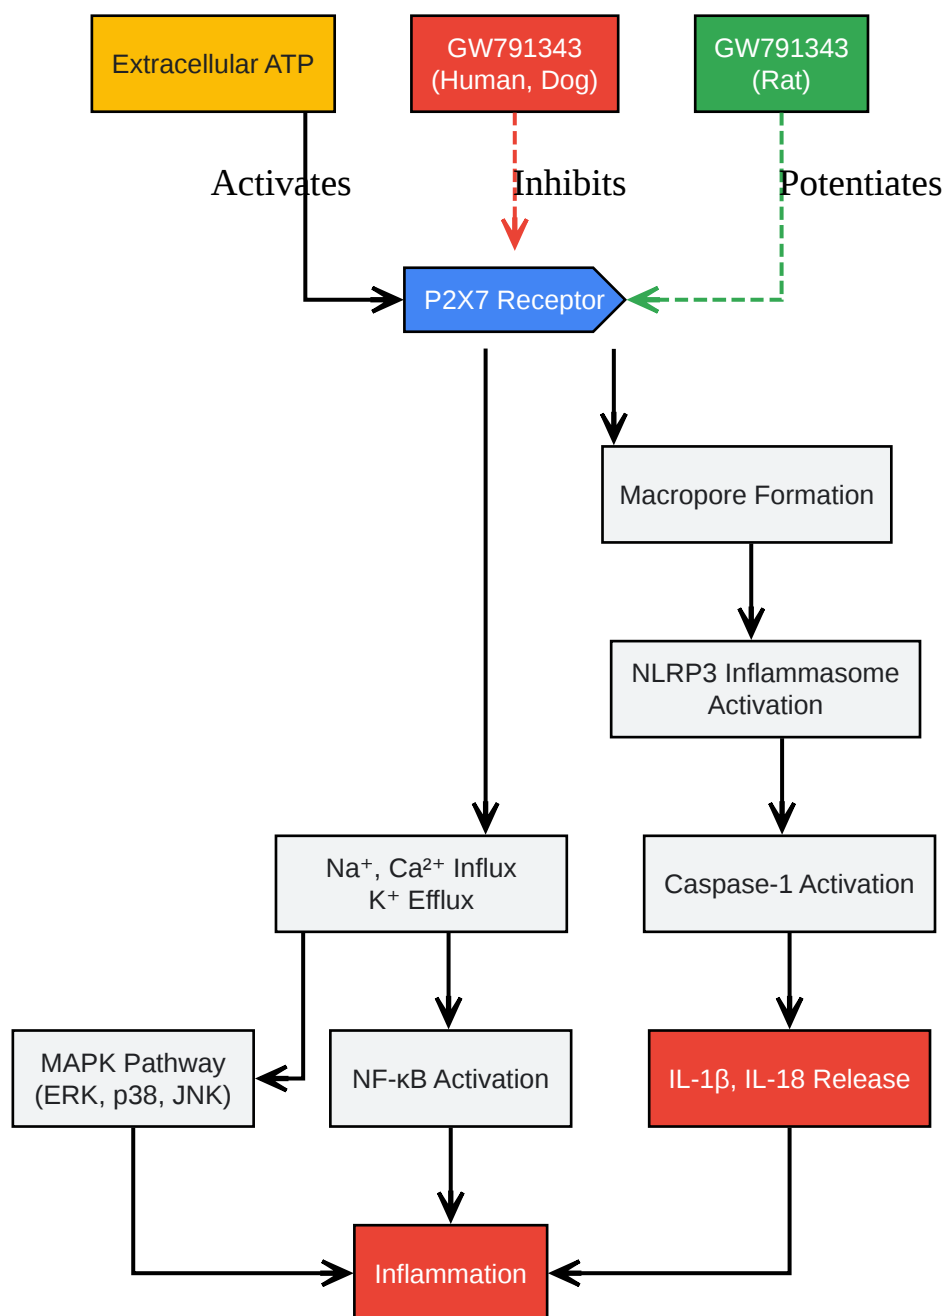 Extracellular ATP
GW791343
(Human, Dog)
GW791343
(Rat)
Activates
Inhibits
Potentiates
P2X7 Receptor
Macropore Formation
NLRP3 Inflammasome
Activation
Na⁺, Ca²⁺ Influx
K⁺ Efflux
Caspase-1 Activation
MAPK Pathway
(ERK, p38, JNK)
NF-κB Activation
IL-1β, IL-18 Release
Inflammation